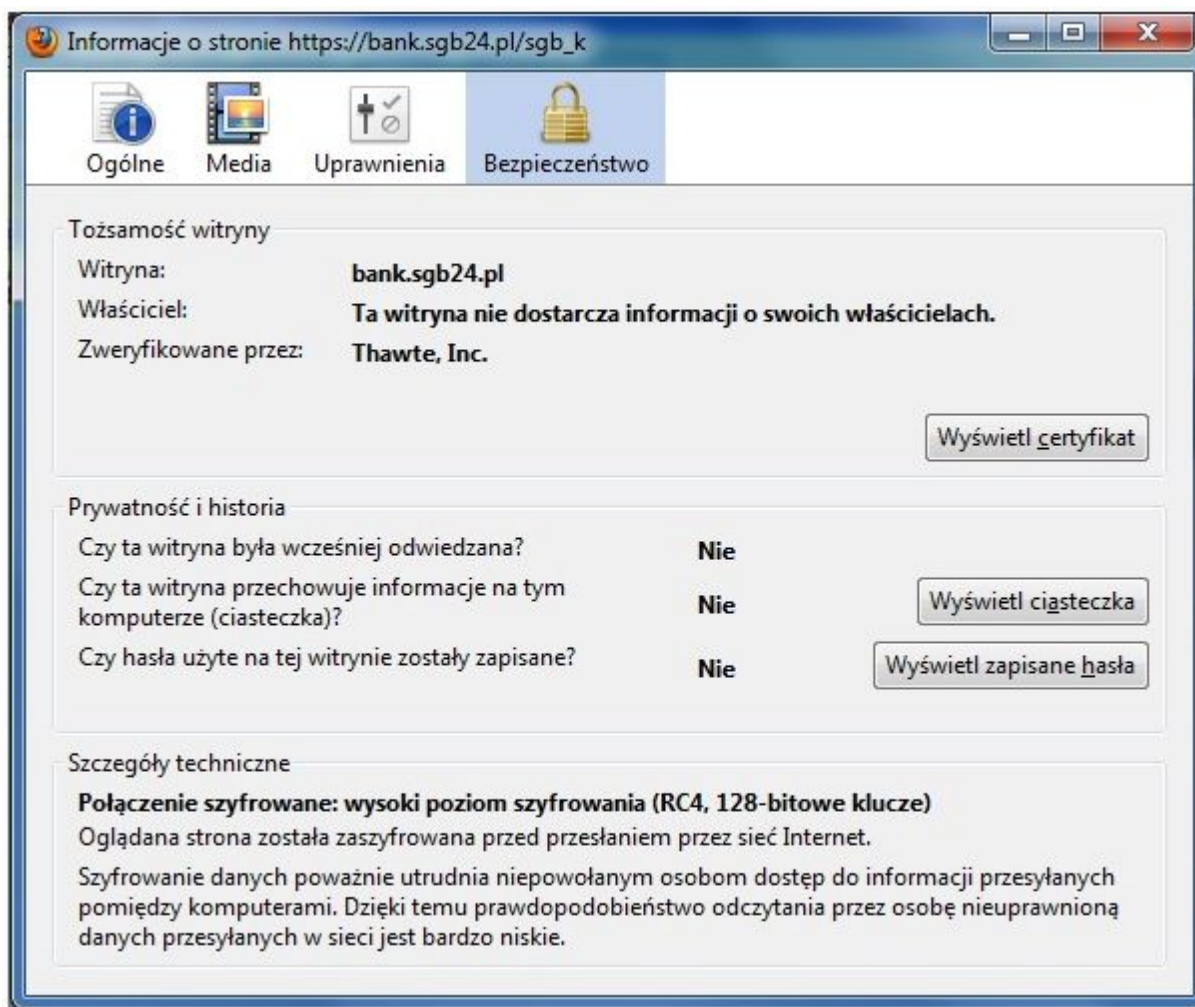 Informacje o stronie https://bank.sgb24.pl/sgb_k
Ogólne Media Uprawnienia Bezpieczeństwo
Tożsamość witryny
Witryna: bank.sgb24.pl
Właściciel: Ta witryna nie dostarcza informacji o swoich właścicielach.
Zweryfikowane przez: Thawte, Inc.
Wyświetl certyfikat
Prywatność i historia
Czy ta witryna była wcześniej odwiedzana? Nie
Czy ta witryna przechowuje informacje na tym
komputerze (ciasteczka)? Nie Wyświetl ciasteczka
Czy hasła użyte na tej witrynie zostały zapisane? Nie Wyświetl zapisane hasła
Szczegóły techniczne
Połączenie szyfrowane: wysoki poziom szyfrowania (RC4, 128-bitowe klucze)
Oglądana strona została zaszyfrowana przed przesłaniem przez sieć Internet.
Szyfrowanie danych poważnie utrudnia niepowołanym osobom dostęp do informacji przesyłanych
pomiędzy komputerami. Dzięki temu prawdopodobieństwo odczytania przez osobę nieuprawnioną
danych przesyłanych w sieci jest bardzo niskie.